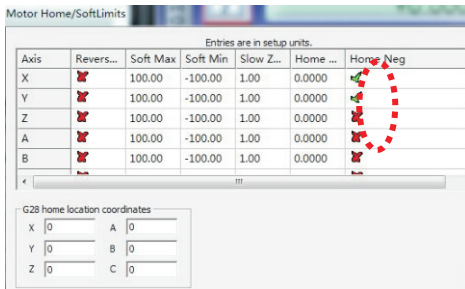 Motor Home/SoftLimits
Entries are in setup units.
Axis Revers... Soft Max Soft Min Slow Z... Home ... Home Neg
X 100.00 -100.00 1.00 0.0000
Y 100.00 -100.00 1.00 0.0000
Z 100.00 -100.00 1.00 0.0000
A 100.00 -100.00 1.00 0.0000
B 100.00 -100.00 1.00 0.0000
G28 home location coordinates
X 0 A 0
Y 0 B 0
Z 0 C 0